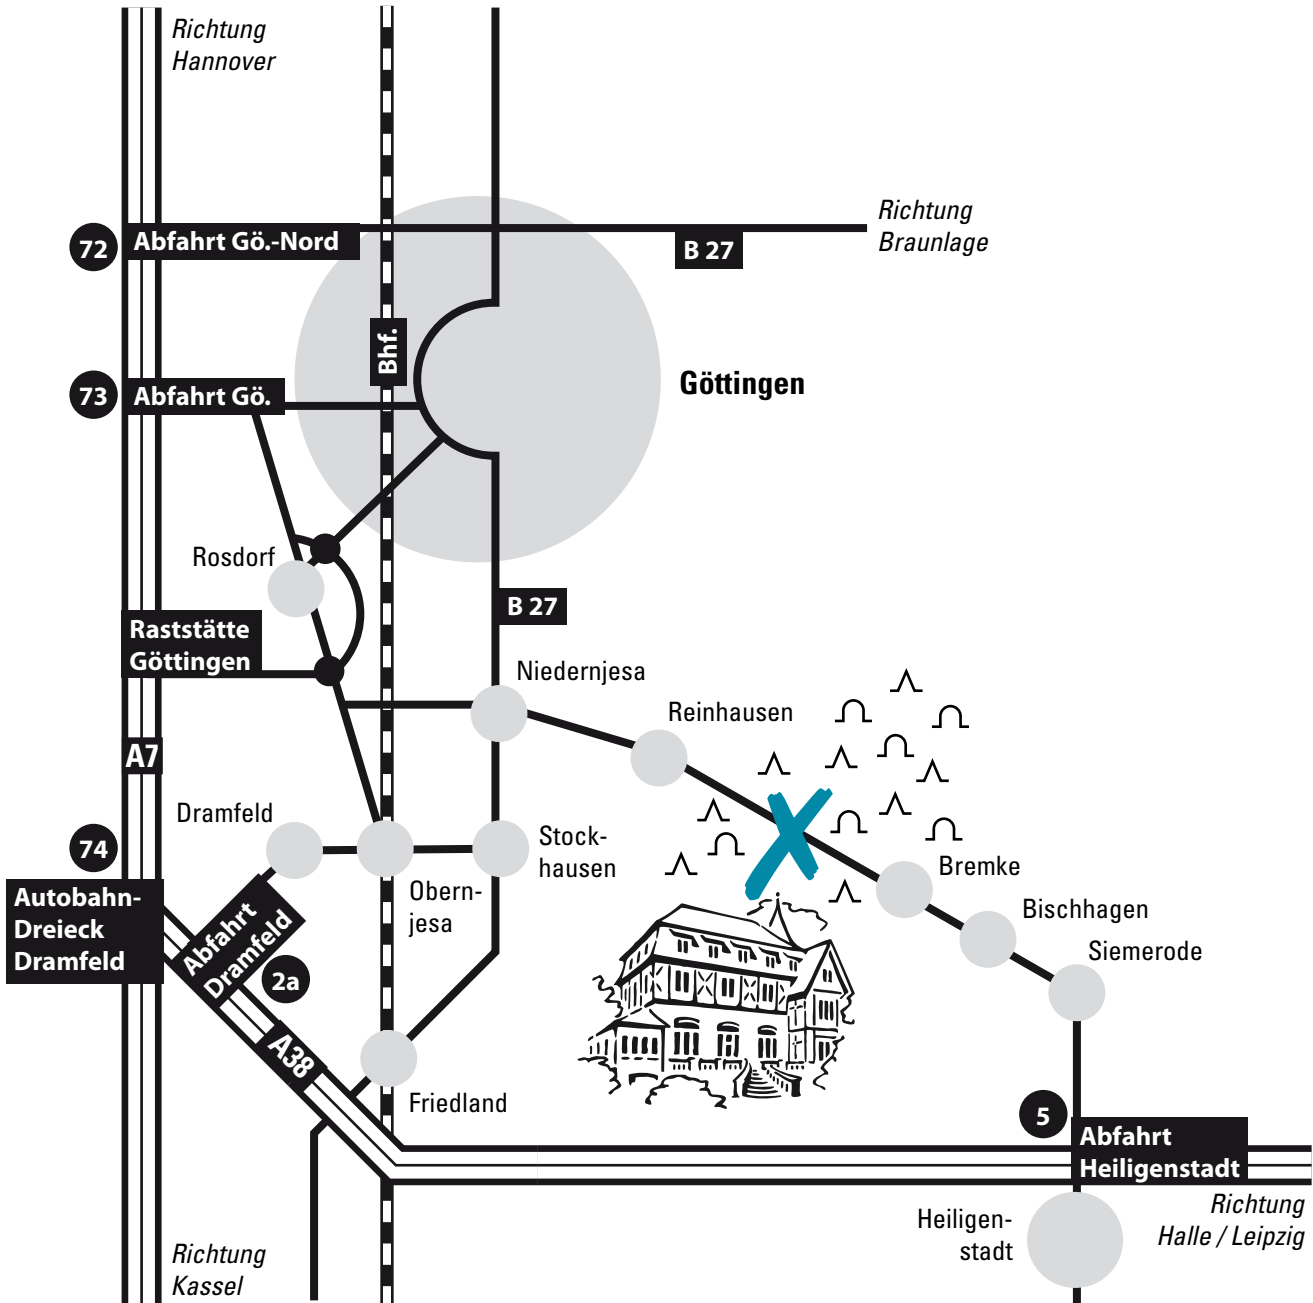 Richtung
Hannover
Richtung
Braunlage
72
Abfahrt Gö.-Nord
B 27
Bhf.
73
Abfahrt Gö.
Göttingen
Rosdorf
B 27
Raststätte
Göttingen
Niedernjesa
Reinhausen
A7
Dramfeld
74
Stock-
hausen
Bremke
Autobahn-
Dreieck
Dramfeld
Abfahrt
Dramfeld
2a
Obern-
jesa
Bischhagen
Siemerode
A38
Friedland
5
Abfahrt
Heiligenstadt
Heiligen-
stadt
Richtung
Halle / Leipzig
Richtung
Kassel